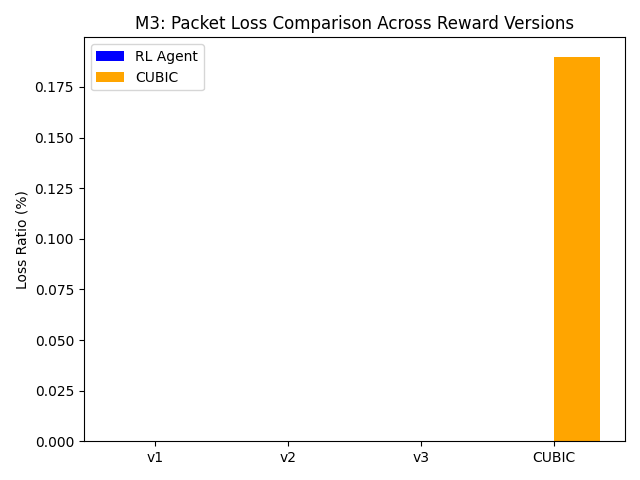 M3: Packet Loss Comparison Across Reward Versions
RL Agent
CUBIC
Loss Ratio (%)
0.175
0.150
0.125
0.100
0.075
0.050
0.025
0.000
v1 v2 v3 CUBIC